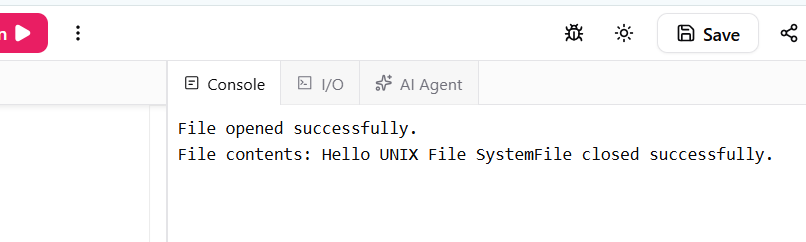 n
Save
Console
I/O
AI Agent
File opened successfully.
File contents: Hello UNIX File SystemFile closed successfully.